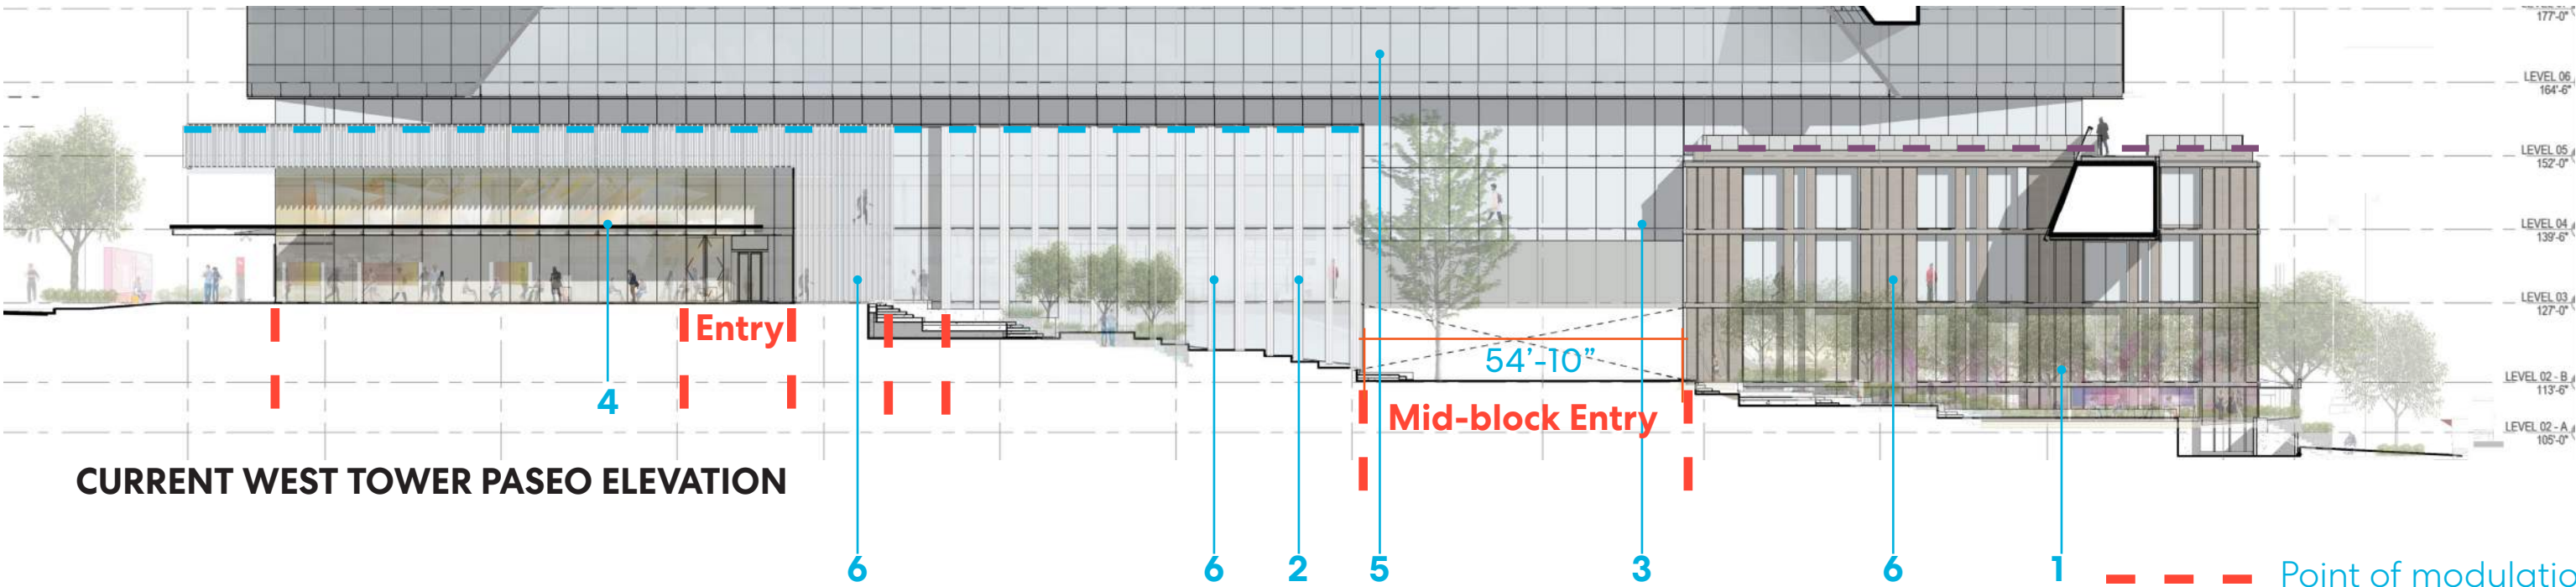 177'-0"
LEVEL 06
164'-6"
LEVEL 05
152'-0"
LEVEL 04
139'-6"
LEVEL 03
127'-0"
Entry
54'-10"
LEVEL 02 - B
113'-6"
4
Mid-block Entry
LEVEL 02 - A
105'-0"
CURRENT WEST TOWER PASEO ELEVATION
6
6
2
5
3
6
1
Point of modulatio